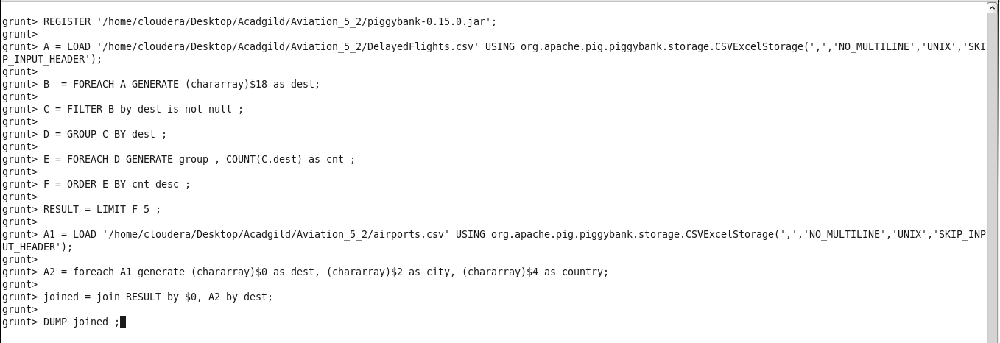 grunt> REGISTER '/home/cloudera/Desktop/Acadgild/Aviation_5_2/piggybank-0.15.0.jar';
grunt>
grunt> A = LOAD '/home/cloudera/Desktop/Acadgild/Aviation_5_2/DelayedFlights.csv' USING org.apache.pig.piggybank.storage.CSVExcelStorage(',','NO_MULTILINE','UNIX','SKI
P_INPUT_HEADER');
grunt>
grunt> B  = FOREACH A GENERATE (chararray)$18 as dest;
grunt>
grunt> C = FILTER B by dest is not null ;
grunt>
grunt> D = GROUP C BY dest ;
grunt>
grunt> E = FOREACH D GENERATE group , COUNT(C.dest) as cnt ;
grunt>
grunt> F = ORDER E BY cnt desc ;
grunt>
grunt> RESULT = LIMIT F 5 ;
grunt>
grunt> A1 = LOAD '/home/cloudera/Desktop/Acadgild/Aviation_5_2/airports.csv' USING org.apache.pig.piggybank.storage.CSVExcelStorage(',','NO_MULTILINE','UNIX','SKIP_INP
UT_HEADER');
grunt>
grunt> A2 = foreach A1 generate (chararray)$0 as dest, (chararray)$2 as city, (chararray)$4 as country;
grunt>
grunt> joined = join RESULT by $0, A2 by dest;
grunt>
grunt> DUMP joined ;